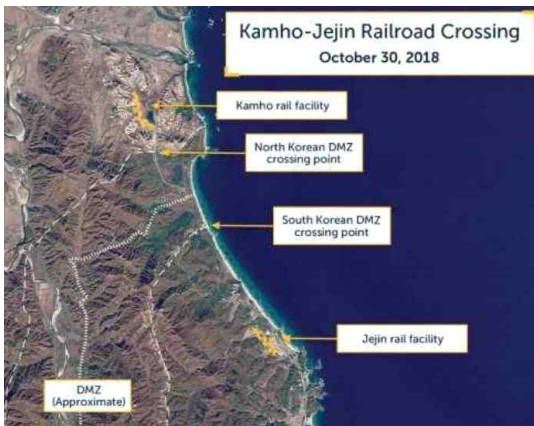 Kamho-Jejin Railroad Crossing
October 30, 2018
Kamho rail facility
North Korean DMZ
crossing point
South Korean DMZ
crossing point
Jejin rail facility
DMZ
(Approximate)